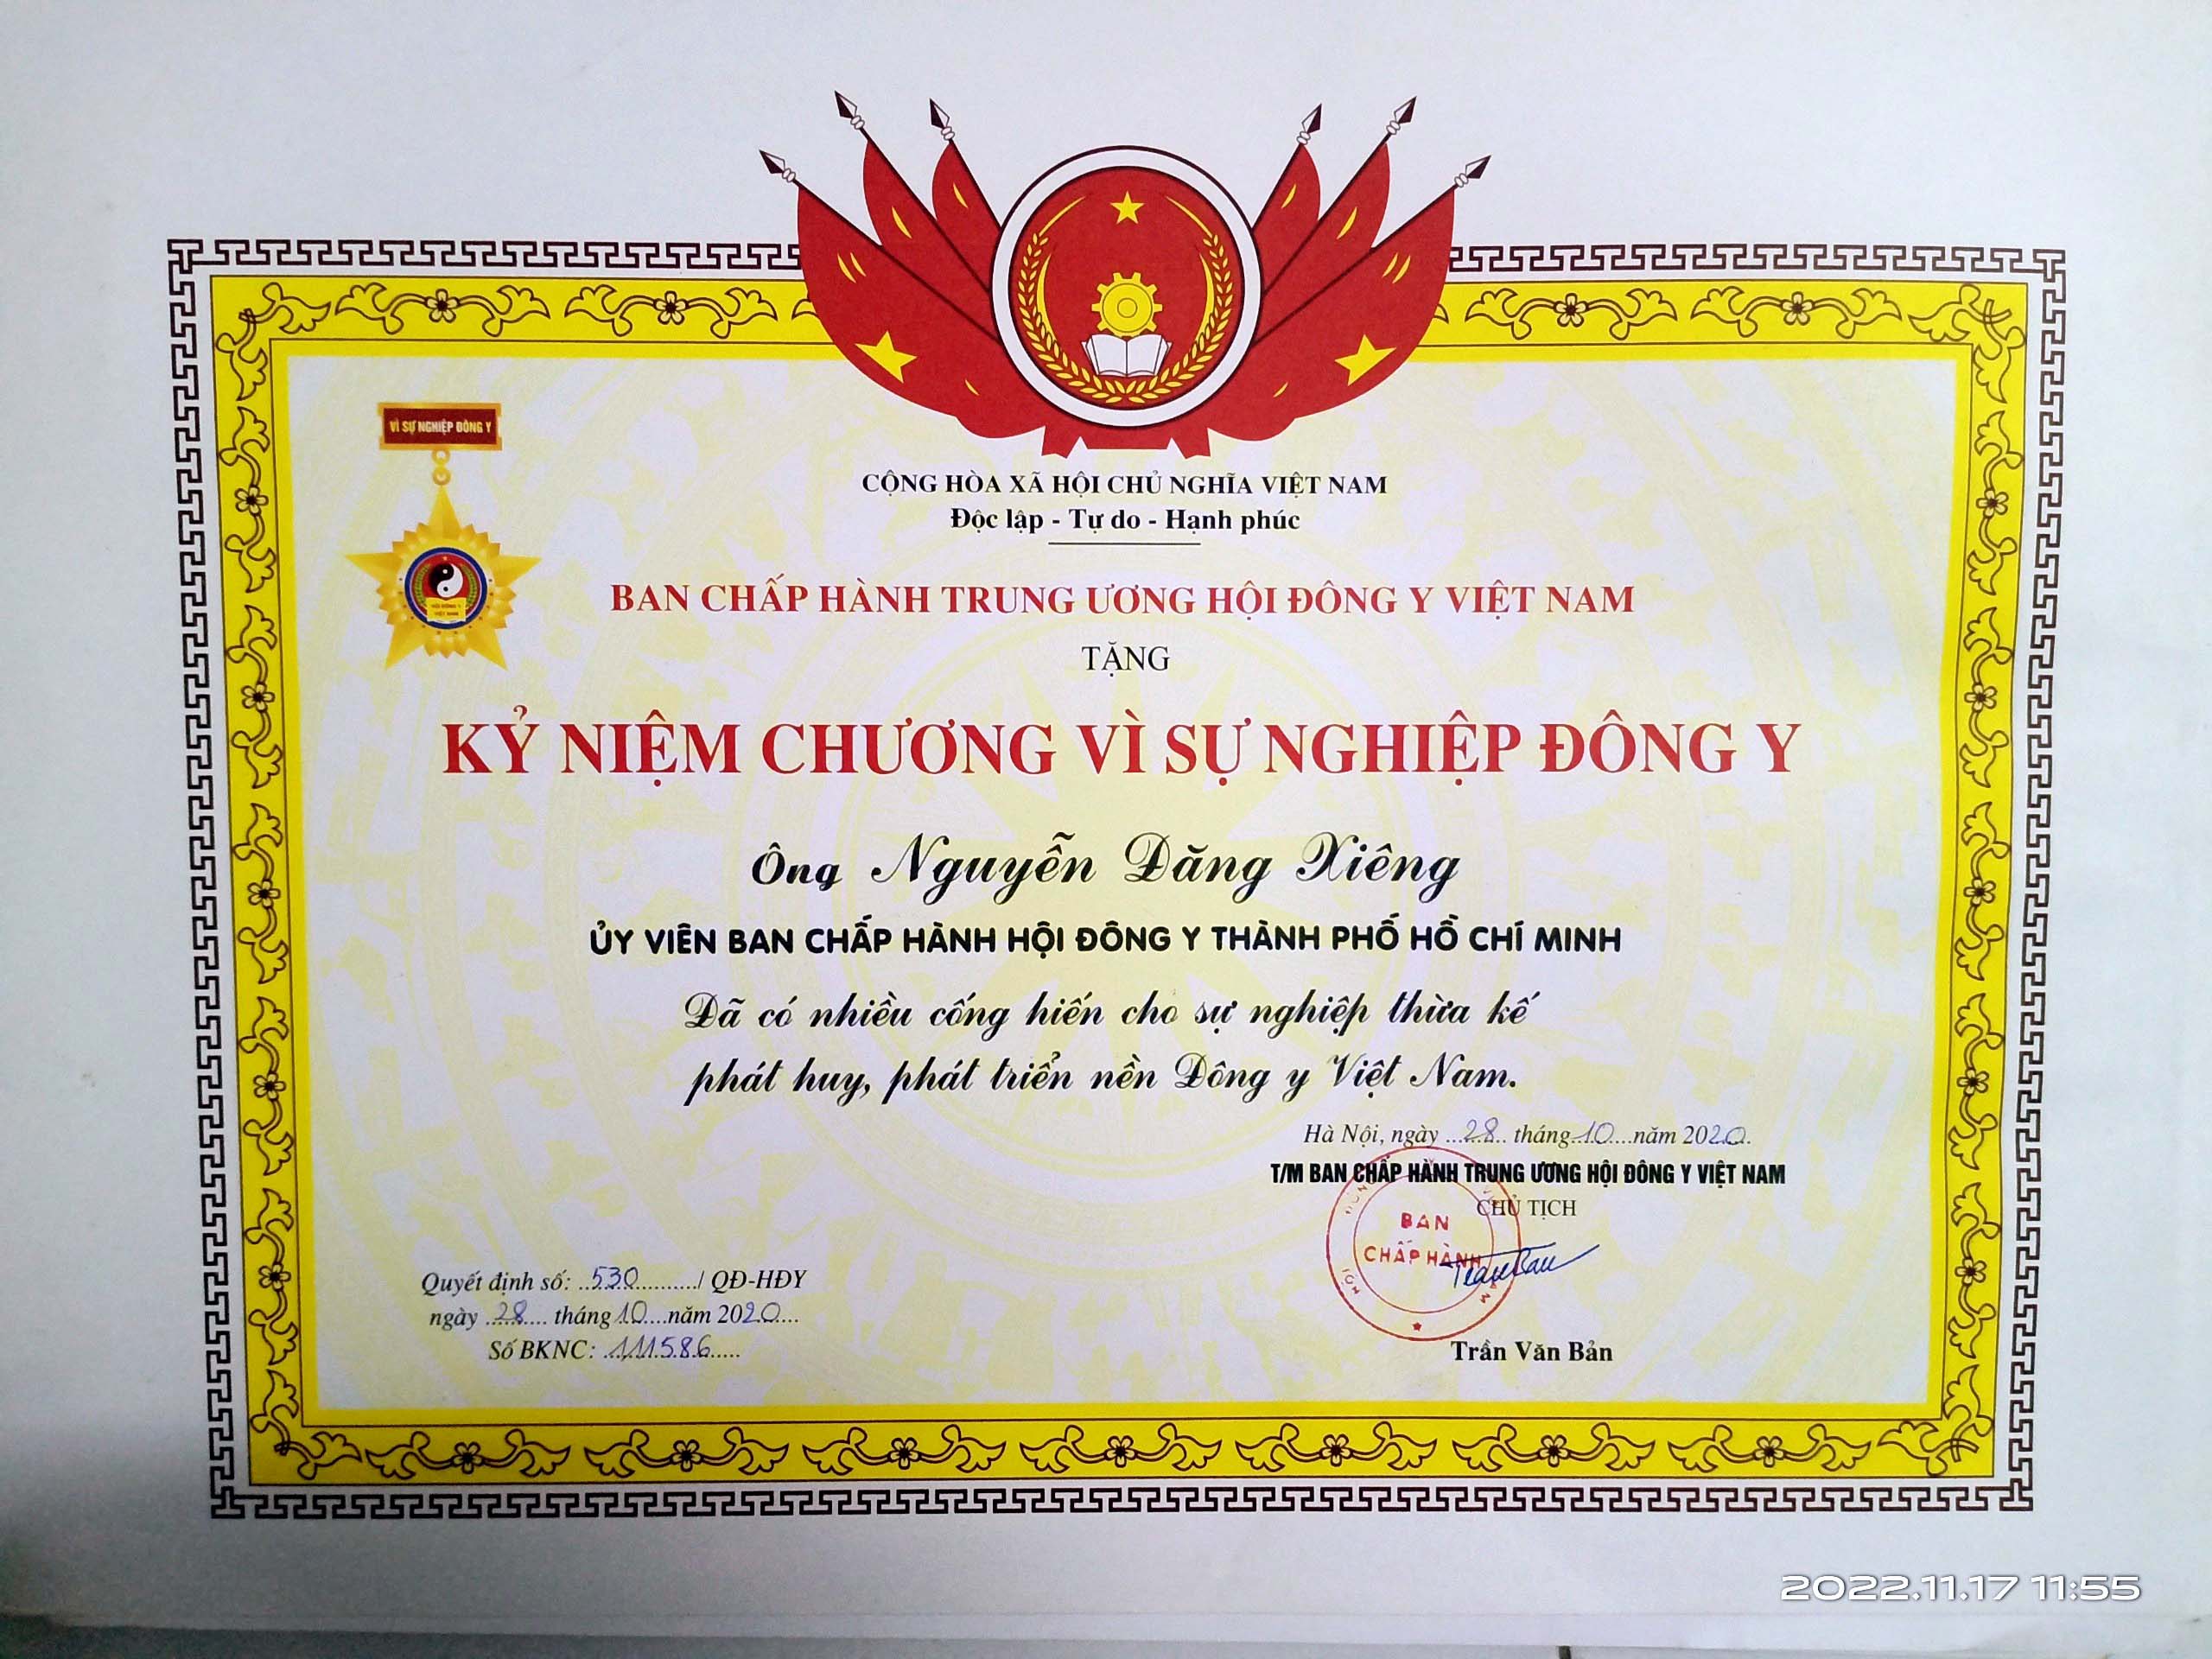 VÌ SỰ NGHIỆP ĐÔNG Y
HỘI ĐÔNG Y
VIỆT NAM
CỘNG HÒA XÃ HỘI CHỦ NGHĨA VIỆT NAM
Độc lập - Tự do - Hạnh phúc
BAN CHẤP HÀNH TRUNG ƯƠNG HỘI ĐÔNG Y VIỆT NAM
TẶNG
KỶ NIỆM CHƯƠNG VÌ SỰ NGHIỆP ĐÔNG Y
Ông Nguyễn Đăng Xiêng
ỦY VIÊN BAN CHẤP HÀNH HỘI ĐÔNG Y THÀNH PHỐ HỒ CHÍ MINH
Đã có nhiều cống hiến cho sự nghiệp thừa kế
phát huy, phát triển nền Đông y Việt Nam.
Hà Nội, ngày ...28... tháng...10...năm 2020.
T/M BAN CHẤP HÀNH TRUNG ƯƠNG HỘI ĐÔNG Y VIỆT NAM
CHỦ TỊCH
BAN
CHẤP HÀNH
Trần Văn Bản
Quyết định số: ..530........../ QĐ-HĐY
ngày ..28.... tháng 10....năm 2020....
Số BKNC: ..111586.....
2022.11.17 11:55